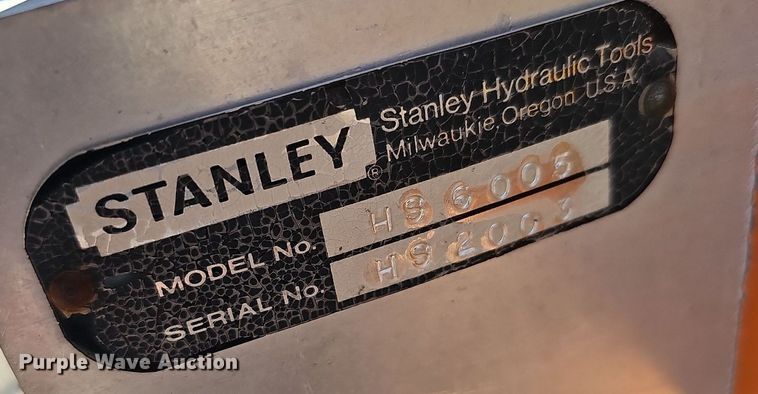 STANLEY®
Stanley Hydraulic Tools
Milwaukie, Oregon U.S.A.
MODEL No. HS6005
SERIAL No. HS2003
Purple Wave Auction